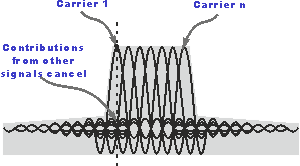 Carrier 1
Carrier n
Contributions
from other
signals cancel